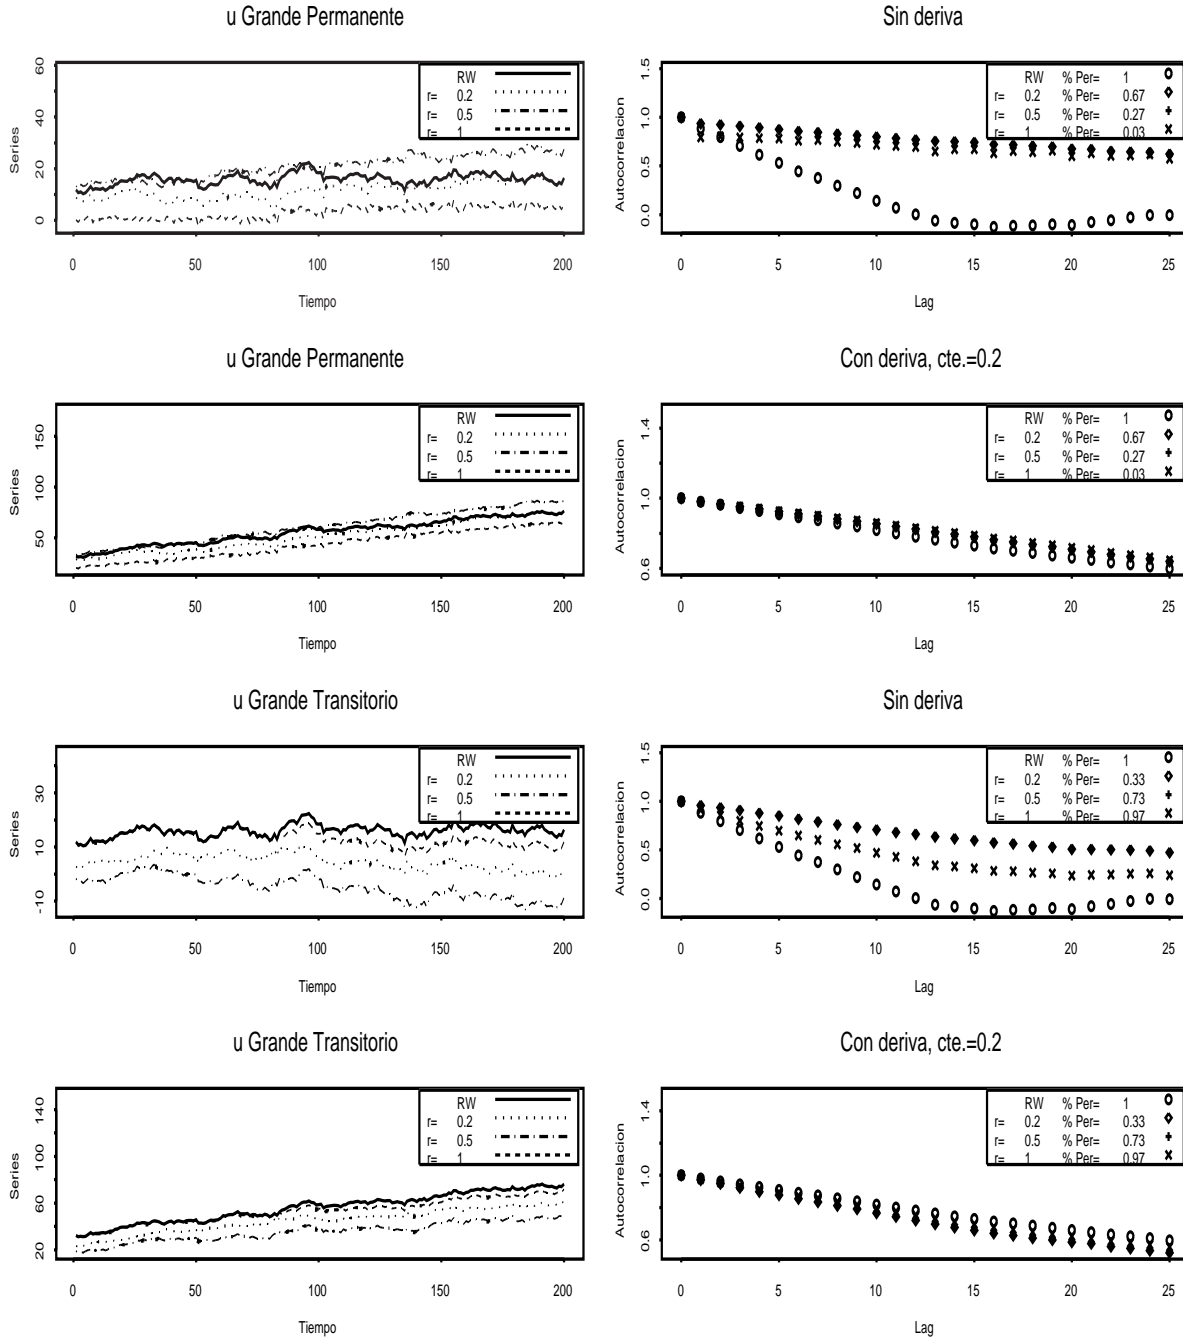 u Grande Permanente
Series
60
40
20
0
RW
r= 0.2
r= 0.5
r= 1
0 50 100 150 200
Tiempo
Sin deriva
Autocorrelacion
1.5
1.0
0.5
0.0
RW % Per= 1
r= 0.2 % Per= 0.67
r= 0.5 % Per= 0.27
r= 1 % Per= 0.03
0 5 10 15 20 25
Lag
u Grande Permanente
Series
150
100
50
RW
r= 0.2
r= 0.5
r= 1
0 50 100 150 200
Tiempo
Con deriva, cte.=0.2
Autocorrelacion
1.4
1.0
0.6
RW % Per= 1
r= 0.2 % Per= 0.67
r= 0.5 % Per= 0.27
r= 1 % Per= 0.03
0 5 10 15 20 25
Lag
u Grande Transitorio
Series
30
10
-10
RW
r= 0.2
r= 0.5
r= 1
0 50 100 150 200
Tiempo
Sin deriva
Autocorrelacion
1.5
1.0
0.5
0.0
RW % Per= 1
r= 0.2 % Per= 0.33
r= 0.5 % Per= 0.73
r= 1 % Per= 0.97
0 5 10 15 20 25
Lag
u Grande Transitorio
Series
140
100
60
20
RW
r= 0.2
r= 0.5
r= 1
0 50 100 150 200
Tiempo
Con deriva, cte.=0.2
Autocorrelacion
1.4
1.0
0.6
RW % Per= 1
r= 0.2 % Per= 0.33
r= 0.5 % Per= 0.73
r= 1 % Per= 0.97
0 5 10 15 20 25
Lag